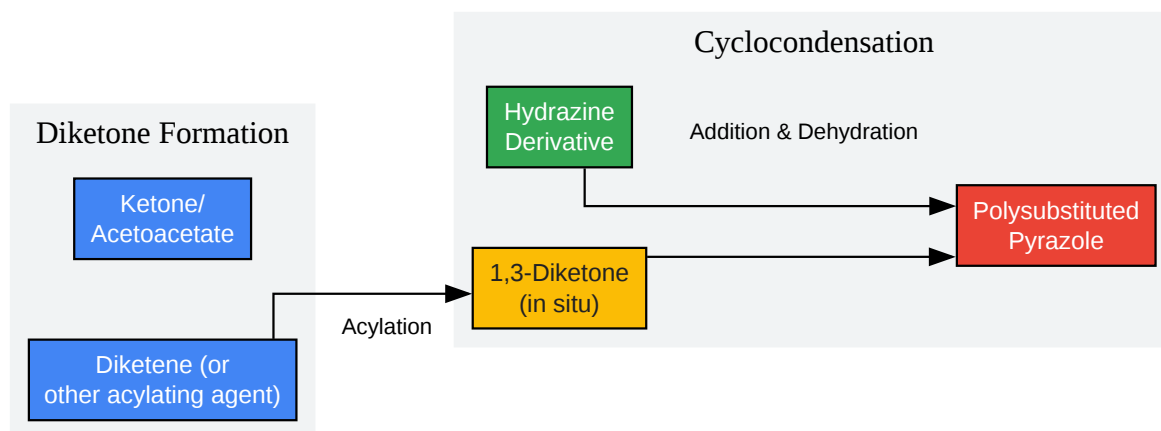 Diketone Formation
Ketone/
Acetoacetate
Diketene (or
other acylating agent)
Acylation
Cyclocondensation
Hydrazine
Derivative
Addition & Dehydration
1,3-Diketone
(in situ)
Polysubstituted
Pyrazole